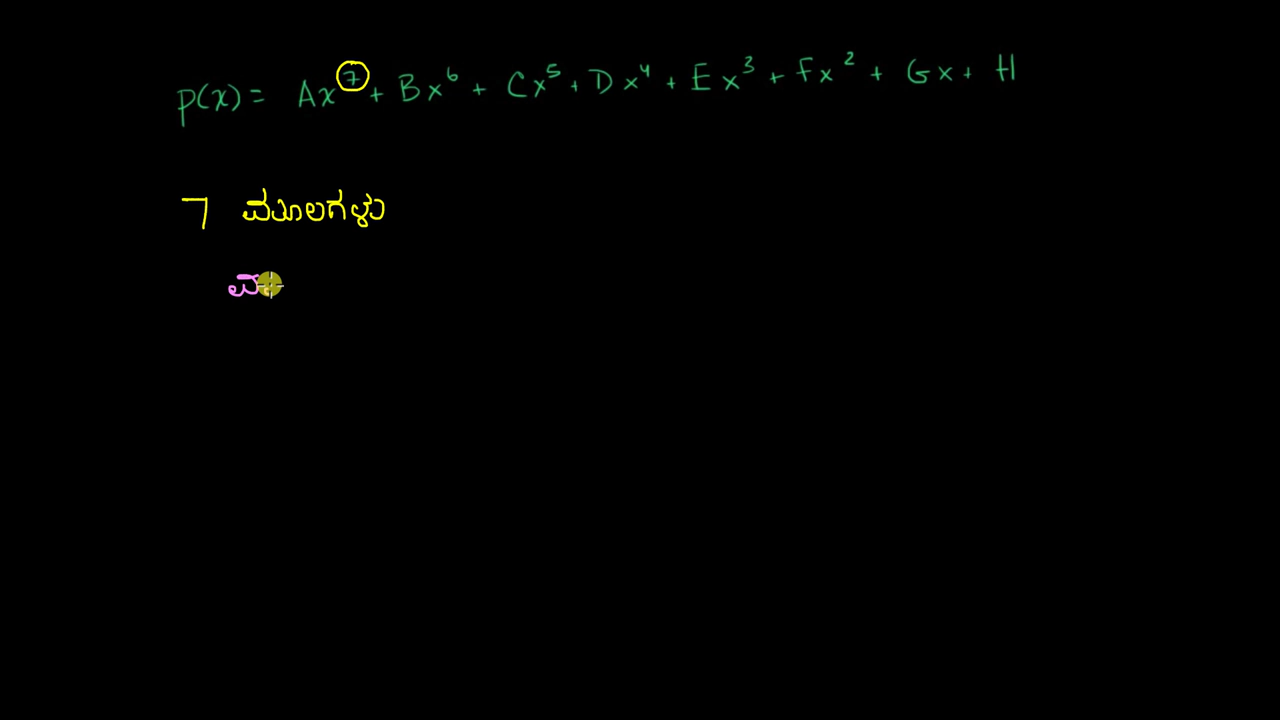 P(x) = Ax⁷ + Bx⁶ + Cx⁵ + Dx⁴ + Ex³ + Fx² + Gx + H
7 ಮೂಲಗಳು